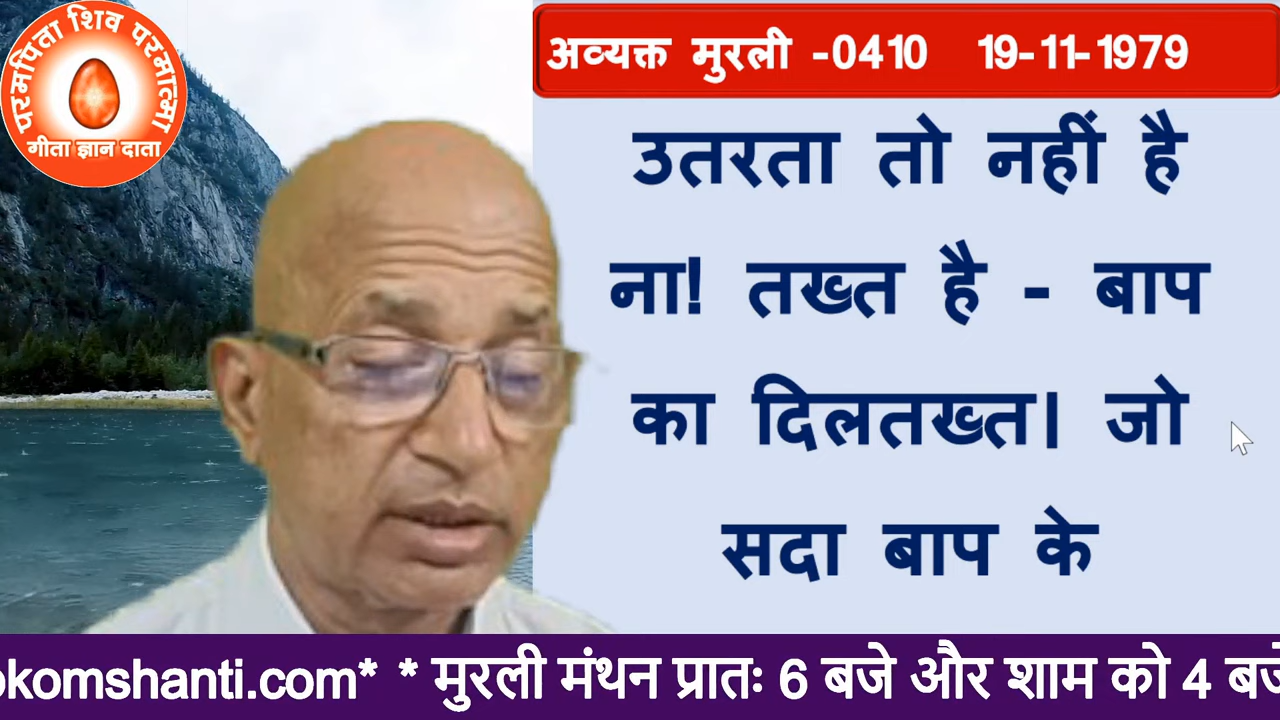 परमपिता शिव परमात्मा
गीता ज्ञान दाता
अव्यक्त मुरली -0410 19-11-1979
उतरता तो नहीं है
ना! तख्त है - बाप
का दिलतख्त। जो
सदा बाप के
okomshanti.com* * मुरली मंथन प्रातः 6 बजे और शाम को 4 बजे